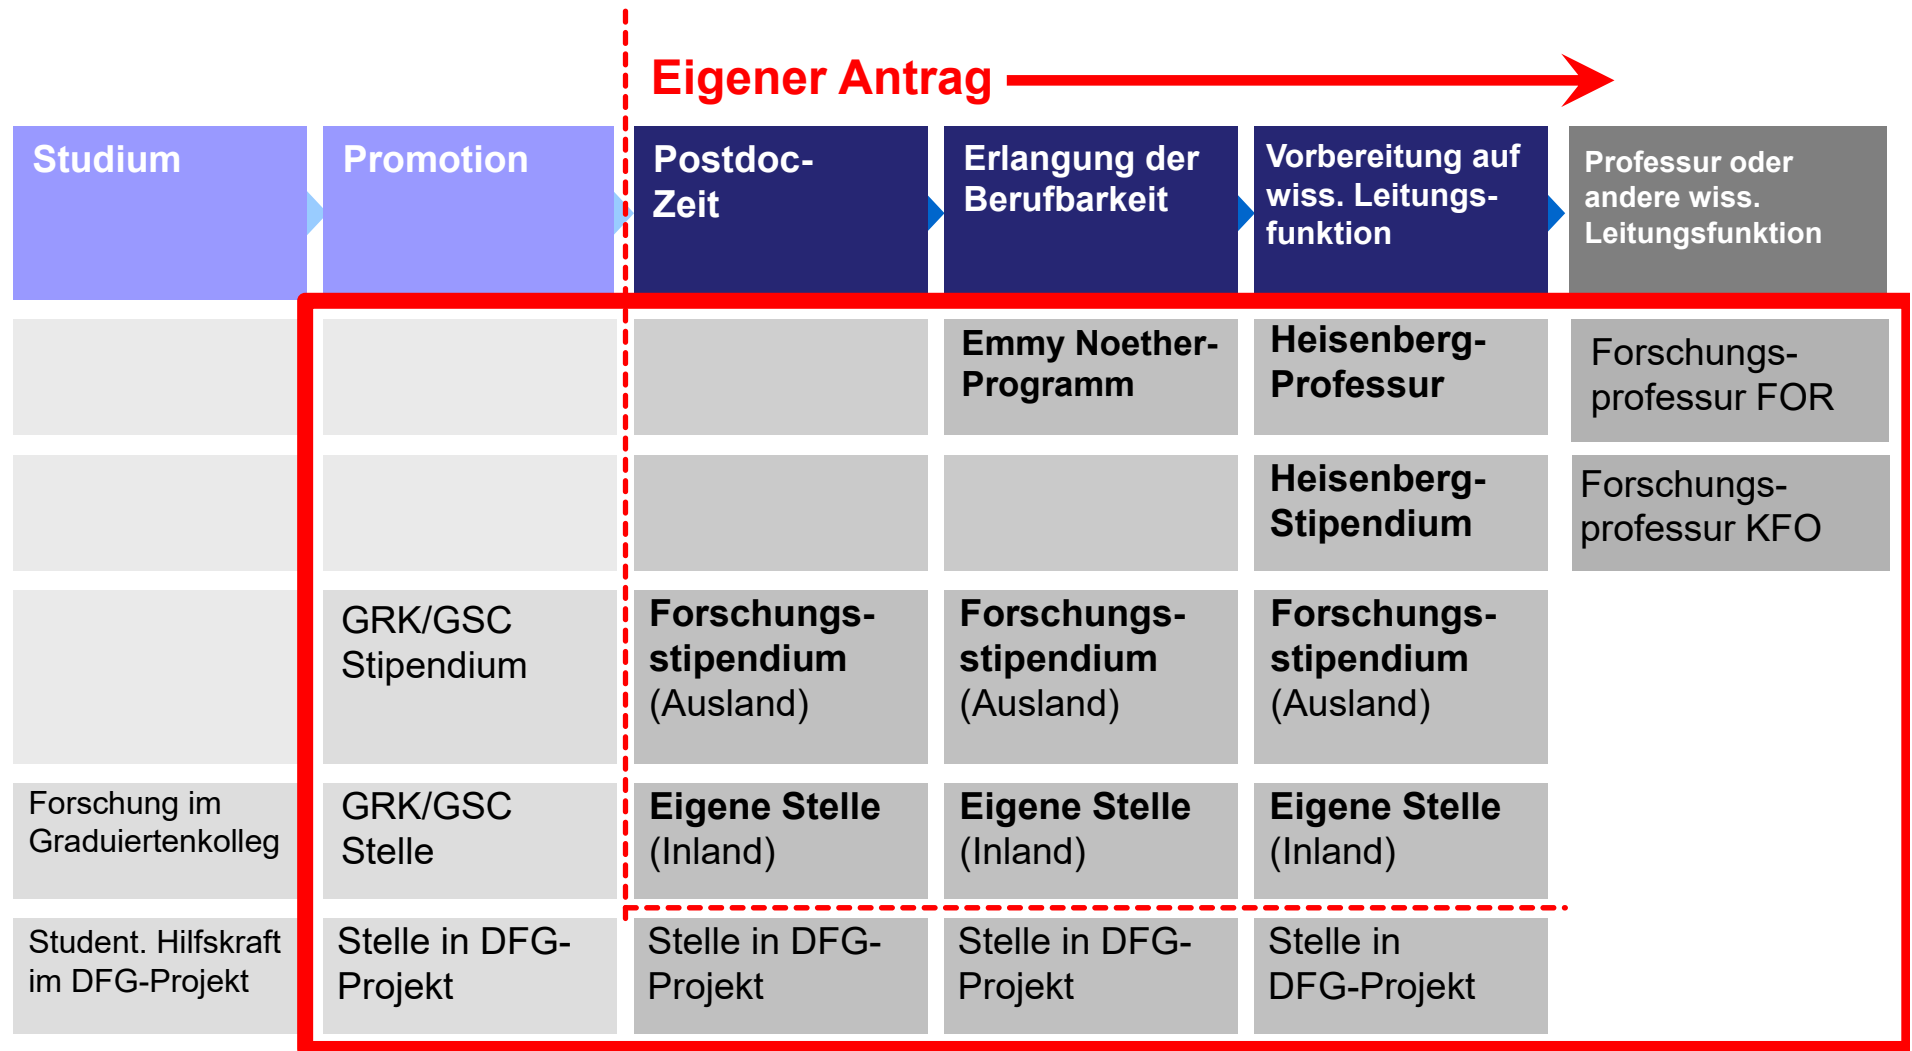 Eigener Antrag
Studium
Promotion
Postdoc-
Zeit
Erlangung der
Berufbarkeit
Vorbereitung auf
wiss. Leitungs-
funktion
Professur oder
andere wiss.
Leitungsfunktion
Emmy Noether-
Programm
Heisenberg-
Professur
Forschungs-
professur FOR
Heisenberg-
Stipendium
Forschungs-
professur KFO
GRK/GSC
Stipendium
Forschungs-
stipendium
(Ausland)
Forschungs-
stipendium
(Ausland)
Forschungs-
stipendium
(Ausland)
Forschung im
Graduiertenkolleg
GRK/GSC
Stelle
Eigene Stelle
(Inland)
Eigene Stelle
(Inland)
Eigene Stelle
(Inland)
Student. Hilfskraft
im DFG-Projekt
Stelle in DFG-
Projekt
Stelle in DFG-
Projekt
Stelle in DFG-
Projekt
Stelle in
DFG-Projekt